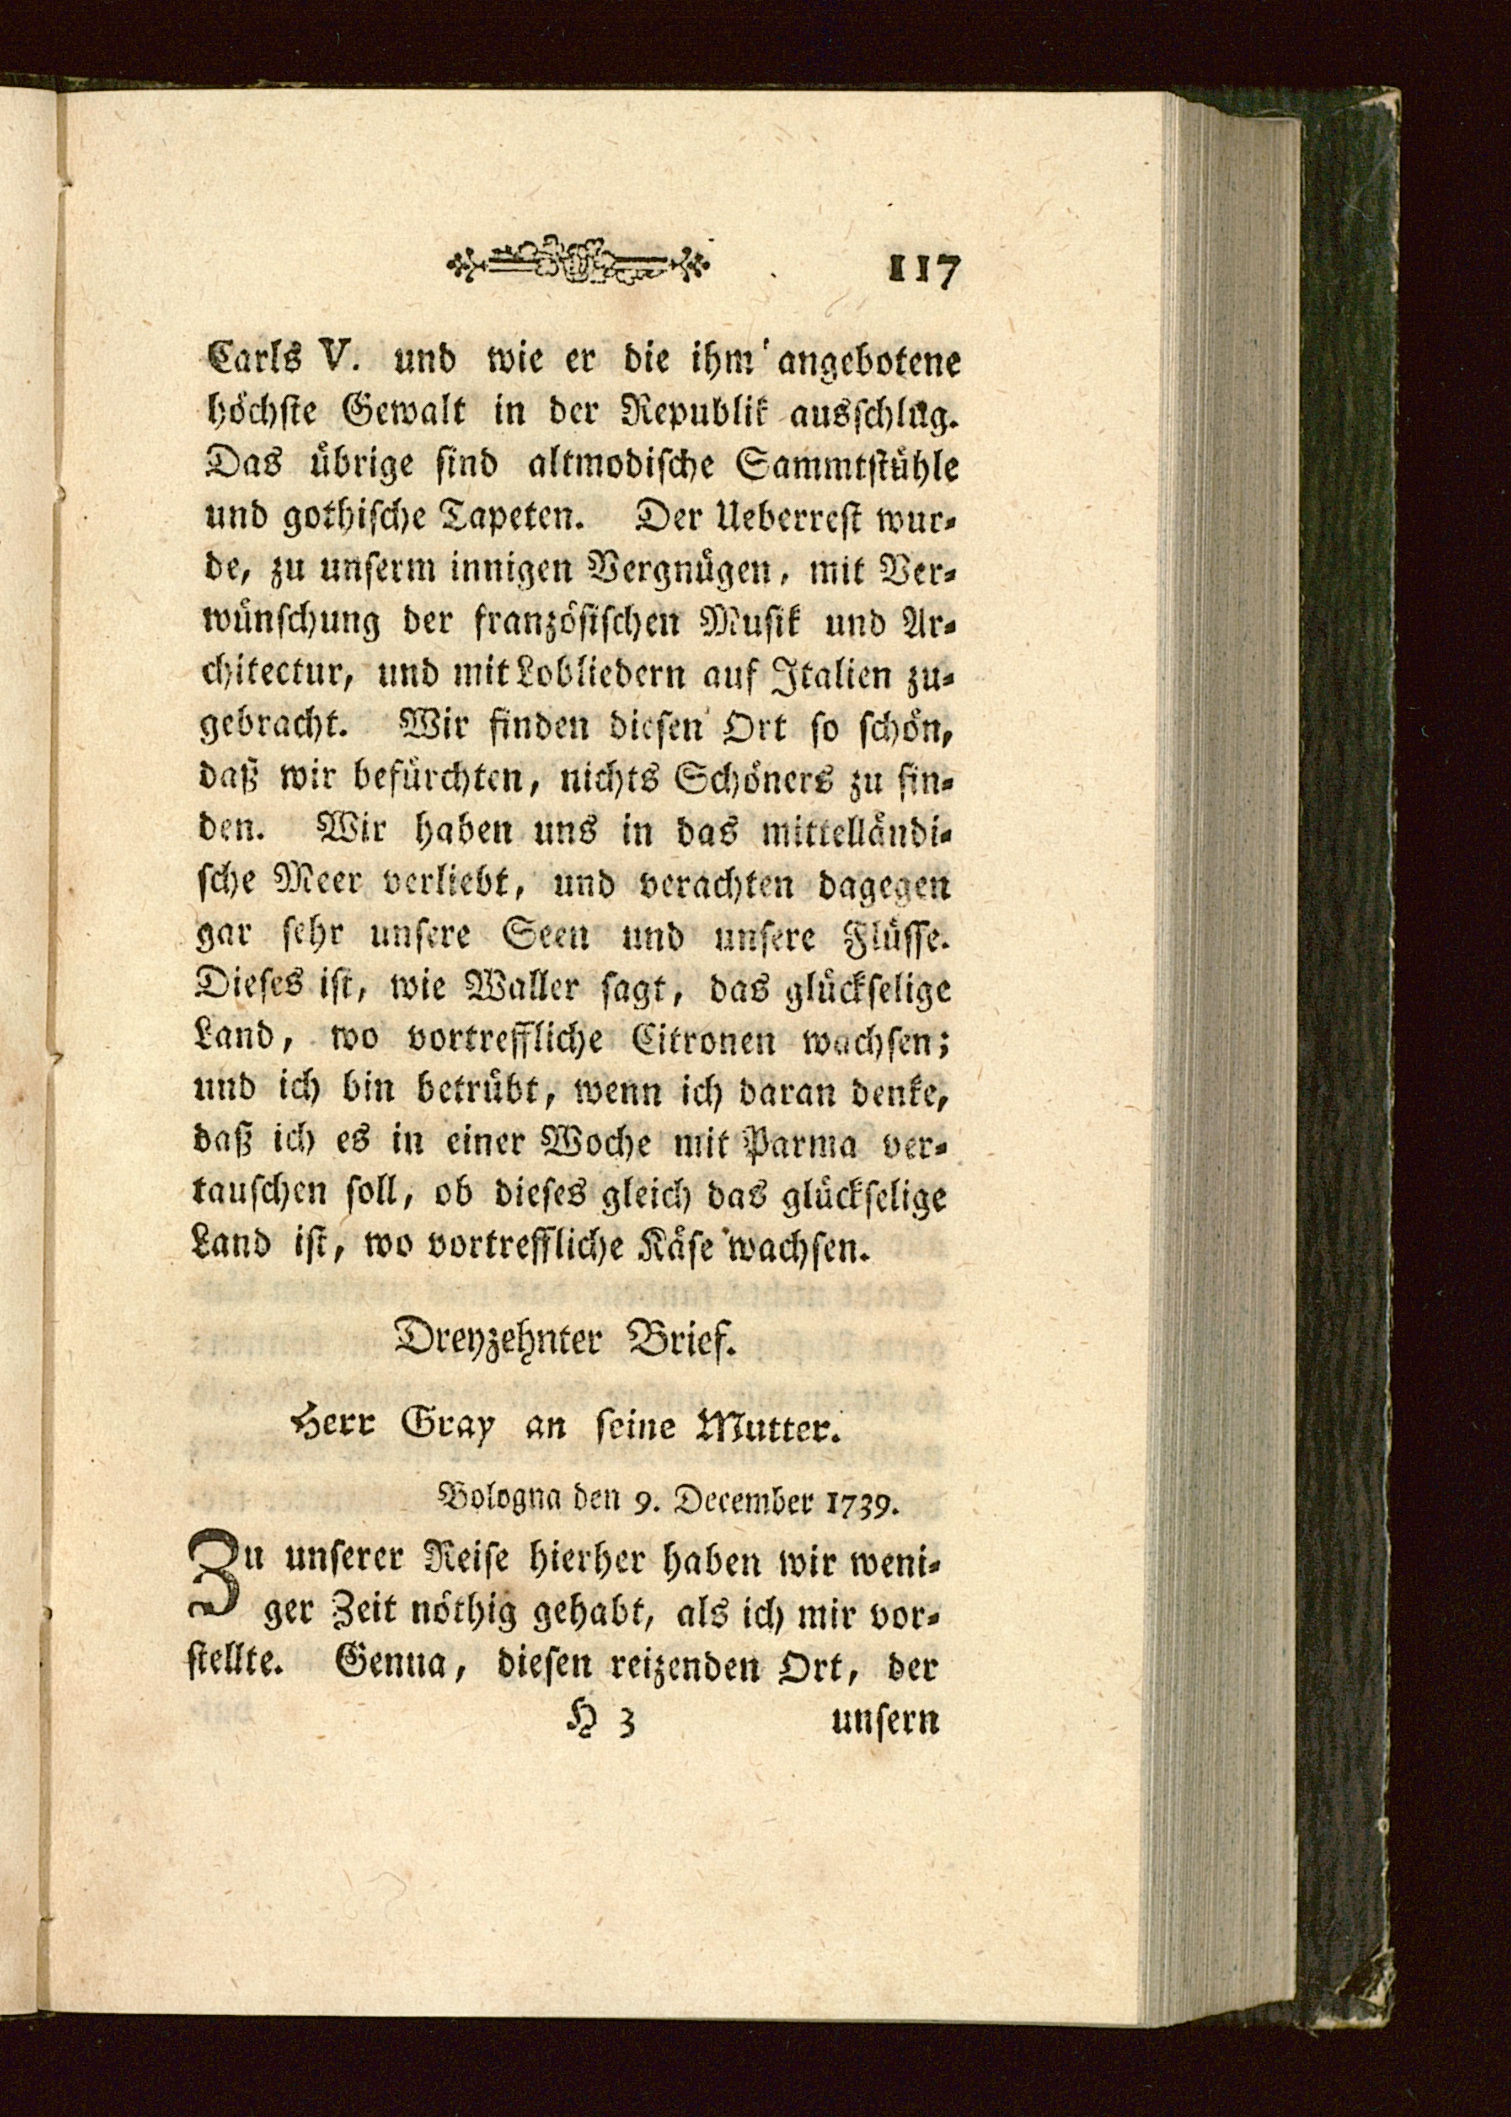 117
Carls V. und wie er die ihm angebotene
höchſte Gewalt in der Republik ausſchlug.
Das übrige ſind altmodiſche Sammtſtühle
und gothiſche Tapeten. Der Ueberreſt wur⸗
de, zu unſerm innigen Vergnügen, mit Ver⸗
wünſchung der franzöſiſchen Muſik und Ar⸗
chitectur, und mit Lobliedern auf Italien zu⸗
gebracht. Wir finden dieſen Ort ſo ſchön,
daß wir befürchten, nichts Schöners zu fin⸗
den. Wir haben uns in das mittelländi⸗
ſche Meer verliebt, und verachten dagegen
gar ſehr unſere Seen und unſere Flüſſe.
Dieſes iſt, wie Waller ſagt, das glückſelige
Land, wo vortreffliche Citronen wachſen;
und ich bin betrübt, wenn ich daran denke,
daß ich es in einer Woche mit Parma ver⸗
tauſchen ſoll, ob dieſes gleich das glückſelige
Land iſt, wo vortreffliche Käſe wachſen.
Dreyzehnter Brief.
Herr Gray an ſeine Mutter.
Bologna den 9. December 1739.
Zu unſerer Reiſe hierher haben wir weni⸗
ger Zeit nöthig gehabt, als ich mir vor⸗
ſtellte. Genua, dieſen reizenden Ort, der
H 3 unſern